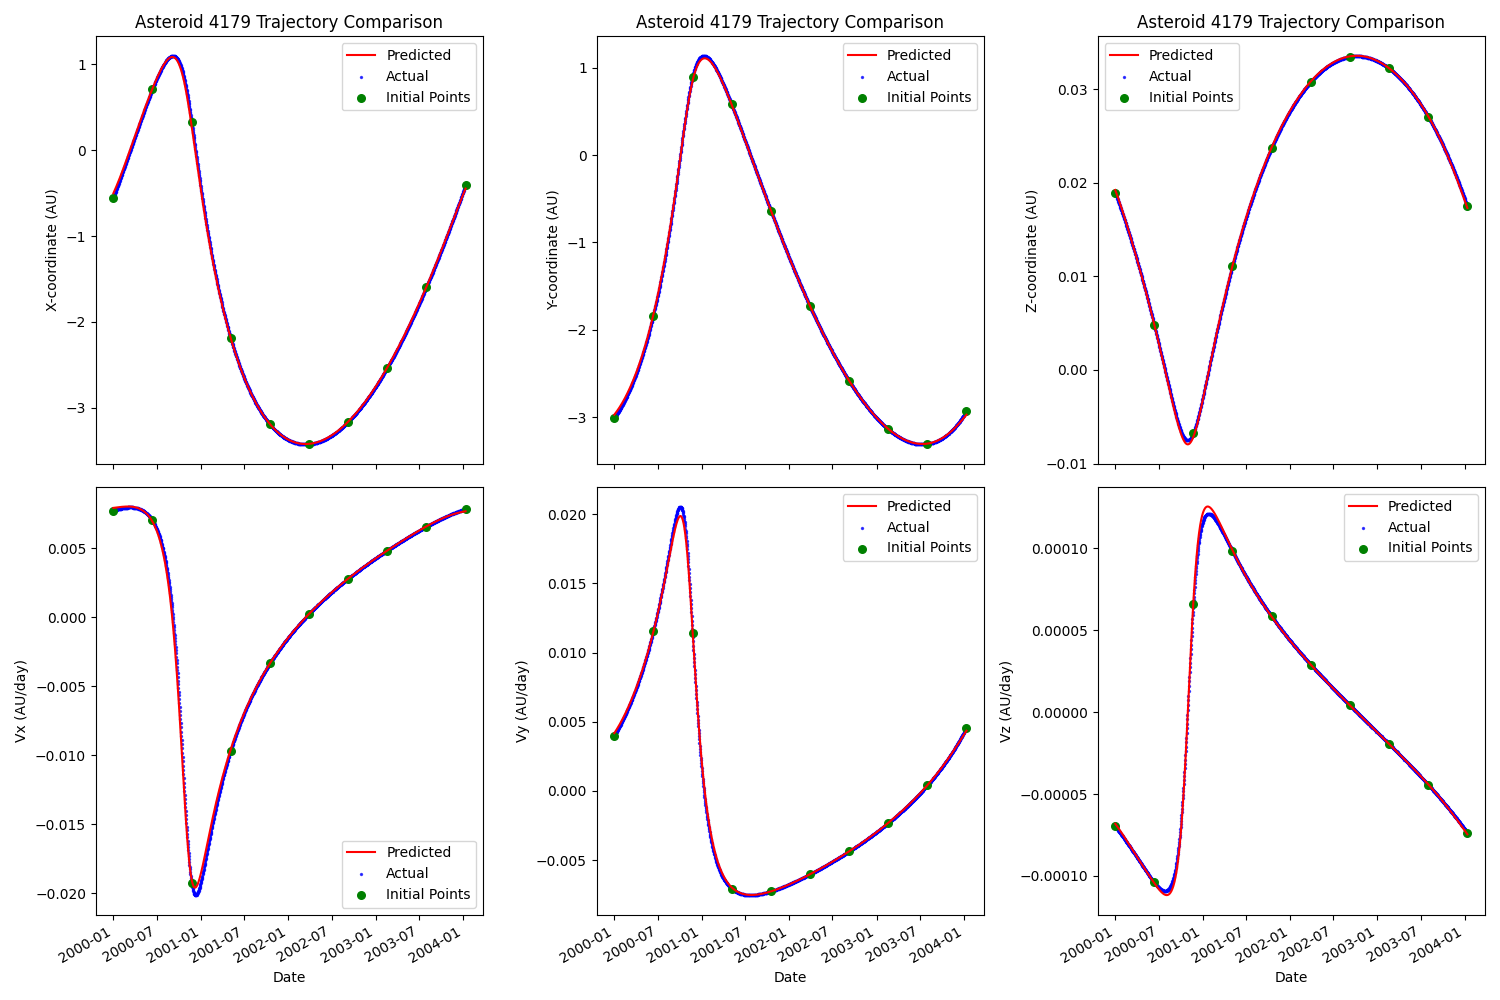 Asteroid 4179 Trajectory Comparison
X-coordinate (AU)
1
0
−1
−2
−3
Predicted
Actual
Initial Points
Asteroid 4179 Trajectory Comparison
Y-coordinate (AU)
1
0
−1
−2
−3
Predicted
Actual
Initial Points
Asteroid 4179 Trajectory Comparison
Z-coordinate (AU)
0.03
0.02
0.01
0.00
−0.01
Predicted
Actual
Initial Points
Vx (AU/day)
0.005
0.000
−0.005
−0.010
−0.015
−0.020
Predicted
Actual
Initial Points
2000-01
2000-07
2001-01
2001-07
2002-01
2002-07
2003-01
2003-07
2004-01
Date
Vy (AU/day)
0.020
0.015
0.010
0.005
0.000
−0.005
Predicted
Actual
Initial Points
2000-01
2000-07
2001-01
2001-07
2002-01
2002-07
2003-01
2003-07
2004-01
Date
Vz (AU/day)
0.00010
0.00005
0.00000
−0.00005
−0.00010
Predicted
Actual
Initial Points
2000-01
2000-07
2001-01
2001-07
2002-01
2002-07
2003-01
2003-07
2004-01
Date